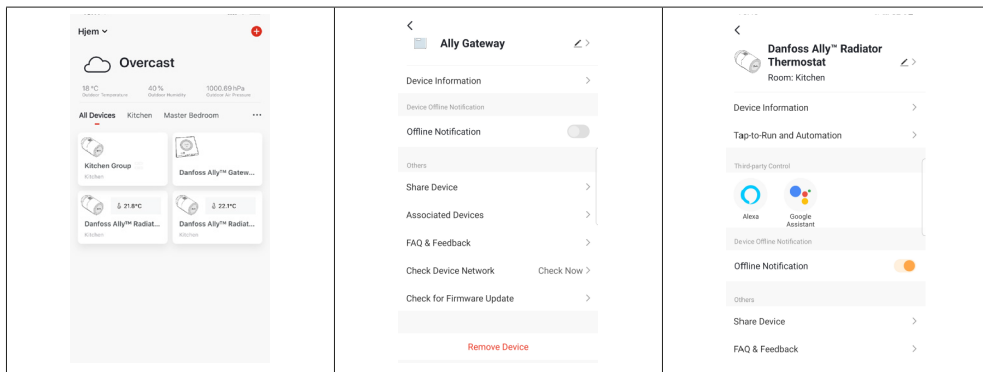 Hjem
Overcast
18 °C
40 %
1000.89 hPa
Outdoor Temperature
Outdoor Humidity
Outdoor Air Pressure
All Devices
Kitchen
Master Bedroom
Kitchen Group
Kitchen
Danfoss Ally™ Gatew...
21.8°C
Danfoss Ally™ Radiat...
Kitchen
22.1°C
Danfoss Ally™ Radiat...
Kitchen
Ally Gateway
Device Information
Device Offline Notification
Offline Notification
Others
Share Device
Associated Devices
FAQ & Feedback
Check Device Network Check Now
Check for Firmware Update
Remove Device
Danfoss Ally™ Radiator
Thermostat
Room: Kitchen
Device Information
Tap-to-Run and Automation
Third-party Control
Alexa
Google
Assistant
Device Offline Notification
Offline Notification
Others
Share Device
FAQ & Feedback